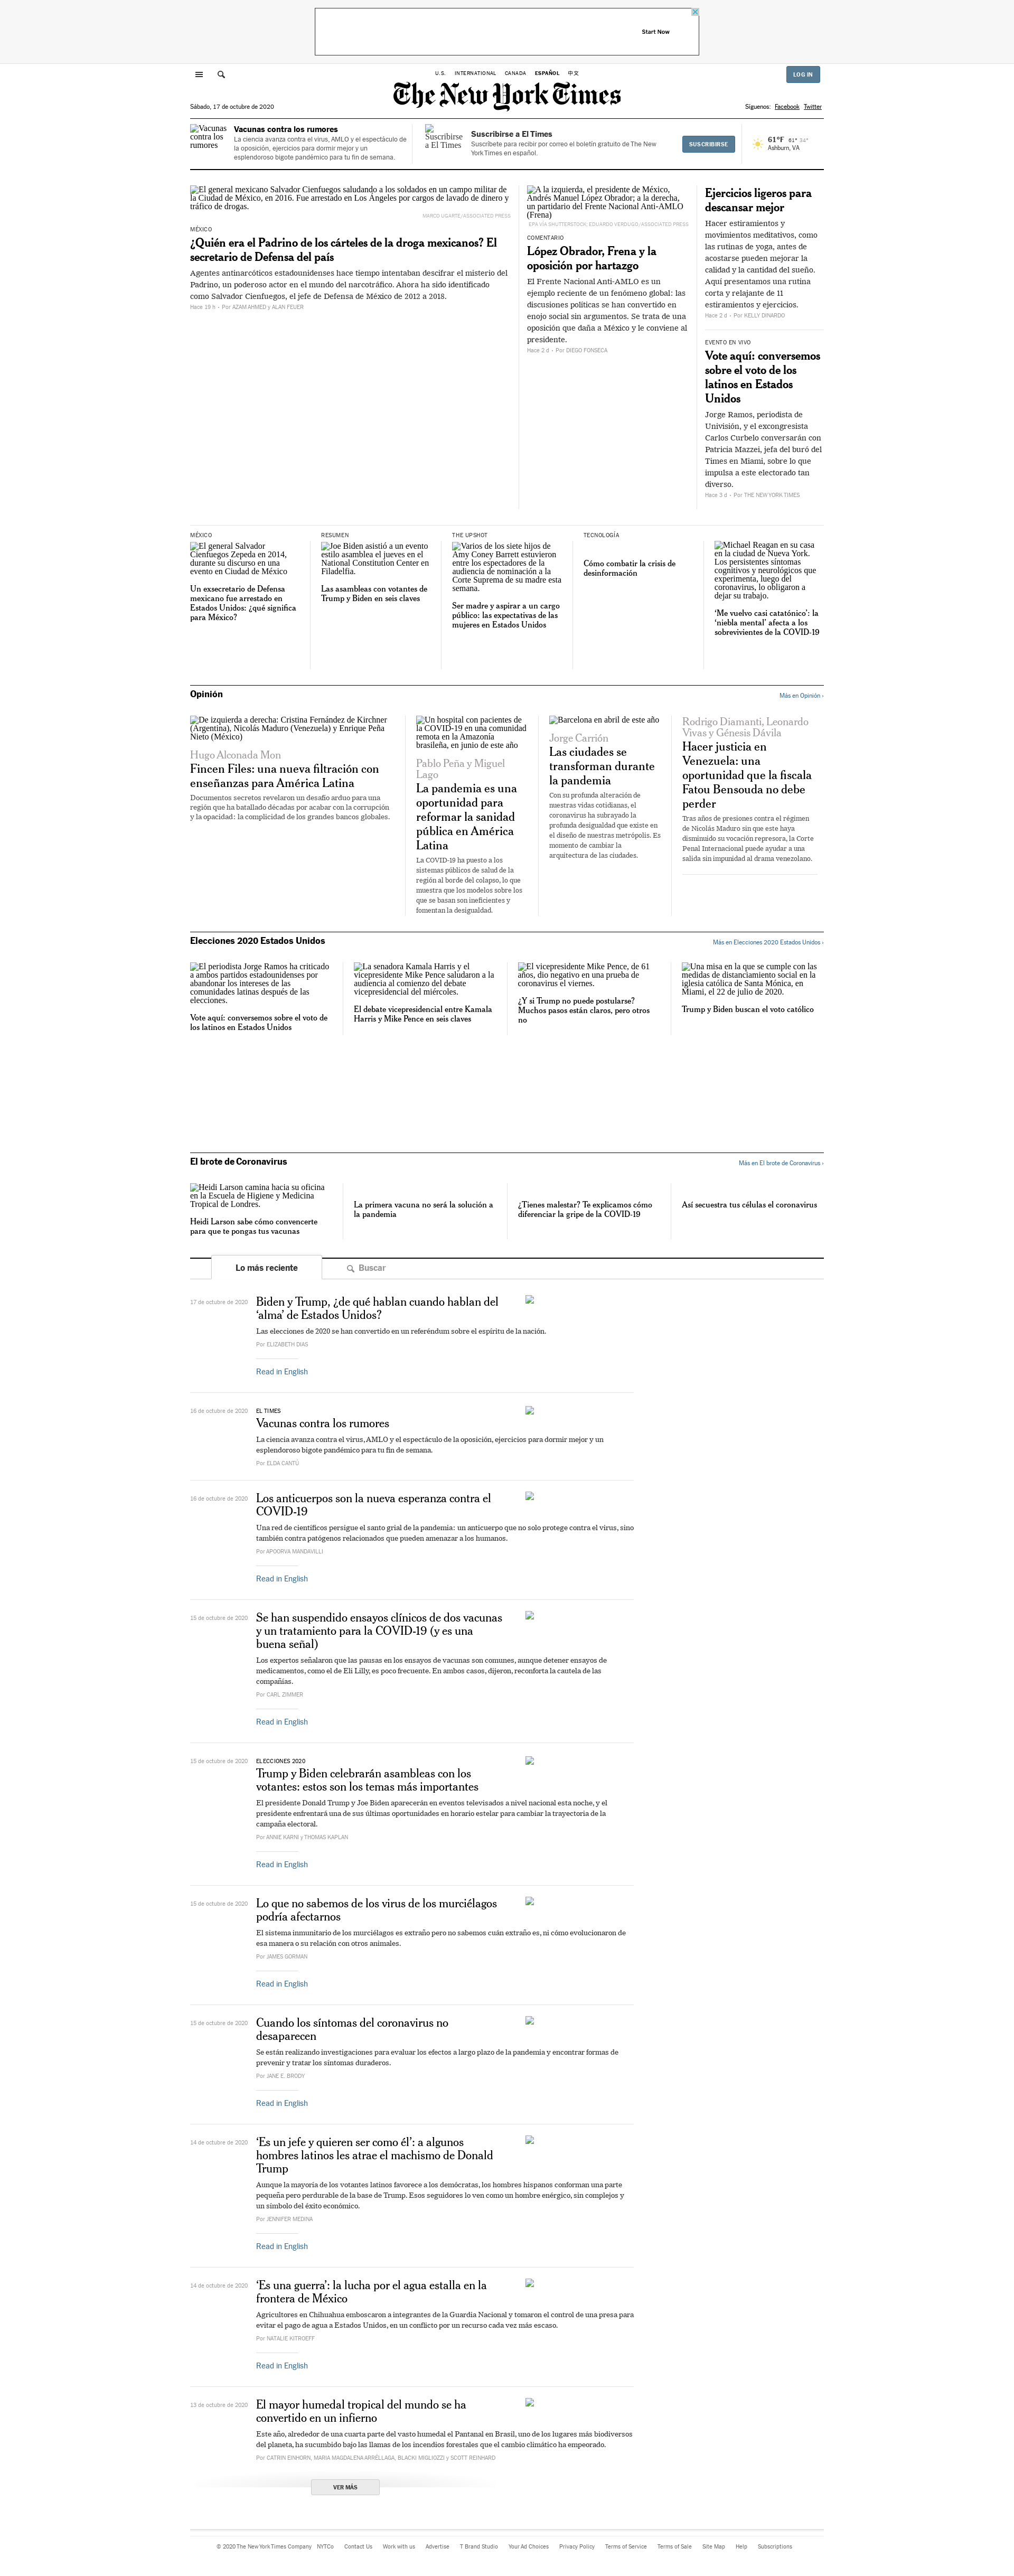 Start Now
U.S. INTERNATIONAL CANADA ESPAÑOL 中文
LOG IN
The New York Times
Sábado, 17 de octubre de 2020
Síguenos: Facebook Twitter
Vacunas
contra los
rumores
Vacunas contra los rumores
La ciencia avanza contra el virus, AMLO y el espectáculo de
la oposición, ejercicios para dormir mejor y un
esplendoroso bigote pandémico para tu fin de semana.
Suscribirse
a El Times
Suscribirse a El Times
Suscríbete para recibir por correo el boletín gratuito de The New
York Times en español.
SUSCRIBIRSE
61°F 61° 34°
Ashburn, VA
El general mexicano Salvador Cienfuegos saludando a los soldados en un campo militar de
la Ciudad de México, en 2016. Fue arrestado en Los Ángeles por cargos de lavado de dinero y
tráfico de drogas.
MARCO UGARTE/ASSOCIATED PRESS
MÉXICO
¿Quién era el Padrino de los cárteles de la droga mexicanos? El
secretario de Defensa del país
Agentes antinarcóticos estadounidenses hace tiempo intentaban descifrar el misterio del
Padrino, un poderoso actor en el mundo del narcotráfico. Ahora ha sido identificado
como Salvador Cienfuegos, el jefe de Defensa de México de 2012 a 2018.
Hace 19 h • Por AZAM AHMED y ALAN FEUER
A la izquierda, el presidente de México,
Andrés Manuel López Obrador; a la derecha,
un partidario del Frente Nacional Anti-AMLO
(Frena)
EPA VIA SHUTTERSTOCK, EDUARDO VERDUGO/ASSOCIATED PRESS
COMENTARIO
López Obrador, Frena y la
oposición por hartazgo
El Frente Nacional Anti-AMLO es un
ejemplo reciente de un fenómeno global: las
discusiones políticas se han convertido en
enojo social sin argumentos. Se trata de una
oposición que daña a México y le conviene al
presidente.
Hace 2 d • Por DIEGO FONSECA
Ejercicios ligeros para
descansar mejor
Hacer estiramientos y
movimientos meditativos, como
las rutinas de yoga, antes de
acostarse pueden mejorar la
calidad y la cantidad del sueño.
Aquí presentamos una rutina
corta y relajante de 11
estiramientos y ejercicios.
Hace 2 d • Por KELLY DINARDO
EVENTO EN VIVO
Vote aquí: conversemos
sobre el voto de los
latinos en Estados
Unidos
Jorge Ramos, periodista de
Univisión, y el excongresista
Carlos Curbelo conversarán con
Patricia Mazzei, jefa del buró del
Times en Miami, sobre lo que
impulsa a este electorado tan
diverso.
Hace 3 d • Por THE NEW YORK TIMES
MÉXICO
El general Salvador
Cienfuegos Zepeda en 2014,
durante su discurso en una
evento en Ciudad de México
Un exsecretario de Defensa
mexicano fue arrestado en
Estados Unidos: ¿qué significa
para México?
RESUMEN
Joe Biden asistió a un evento
estilo asamblea el jueves en el
National Constitution Center en
Filadelfia.
Las asambleas con votantes de
Trump y Biden en seis claves
THE UPSHOT
Varios de los siete hijos de
Amy Coney Barrett estuvieron
entre los espectadores de la
audiencia de nominación a la
Corte Suprema de su madre esta
semana.
Ser madre y aspirar a un cargo
público: las expectativas de las
mujeres en Estados Unidos
TECNOLOGÍA
Cómo combatir la crisis de
desinformación
Michael Reagan en su casa
en la ciudad de Nueva York.
Los persistentes síntomas
cognitivos y neurológicos que
experimenta, luego del
coronavirus, lo obligaron a
dejar su trabajo.
‘Me vuelvo casi catatónico’: la
‘niebla mental’ afecta a los
sobrevivientes de la COVID-19
Opinión
Más en Opinión ›
De izquierda a derecha: Cristina Fernández de Kirchner
(Argentina), Nicolás Maduro (Venezuela) y Enrique Peña
Nieto (México)
Hugo Alconada Mon
Fincen Files: una nueva filtración con
enseñanzas para América Latina
Documentos secretos revelaron un desafío arduo para una
región que ha batallado décadas por acabar con la corrupción
y la opacidad: la complicidad de los grandes bancos globales.
Un hospital con pacientes de
la COVID-19 en una comunidad
remota en la Amazonía
brasileña, en junio de este año
Pablo Peña y Miguel
Lago
La pandemia es una
oportunidad para
reformar la sanidad
pública en América
Latina
La COVID-19 ha puesto a los
sistemas públicos de salud de la
región al borde del colapso, lo que
muestra que los modelos sobre los
que se basan son ineficientes y
fomentan la desigualdad.
Barcelona en abril de este año
Jorge Carrión
Las ciudades se
transforman durante
la pandemia
Con su profunda alteración de
nuestras vidas cotidianas, el
coronavirus ha subrayado la
profunda desigualdad que existe en
el diseño de nuestras metrópolis. Es
momento de cambiar la
arquitectura de las ciudades.
Rodrigo Diamanti, Leonardo
Vivas y Génesis Dávila
Hacer justicia en
Venezuela: una
oportunidad que la fiscala
Fatou Bensouda no debe
perder
Tras años de presiones contra el régimen
de Nicolás Maduro sin que este haya
disminuido su vocación represora, la Corte
Penal Internacional puede ayudar a una
salida sin impunidad al drama venezolano.
Elecciones 2020 Estados Unidos
Más en Elecciones 2020 Estados Unidos ›
El periodista Jorge Ramos ha criticado
a ambos partidos estadounidenses por
abandonar los intereses de las
comunidades latinas después de las
elecciones.
Vote aquí: conversemos sobre el voto de
los latinos en Estados Unidos
La senadora Kamala Harris y el
vicepresidente Mike Pence saludaron a la
audiencia al comienzo del debate
vicepresidencial del miércoles.
El debate vicepresidencial entre Kamala
Harris y Mike Pence en seis claves
El vicepresidente Mike Pence, de 61
años, dio negativo en una prueba de
coronavirus el viernes.
¿Y si Trump no puede postularse?
Muchos pasos están claros, pero otros
no
Una misa en la que se cumple con las
medidas de distanciamiento social en la
iglesia católica de Santa Mónica, en
Miami, el 22 de julio de 2020.
Trump y Biden buscan el voto católico
El brote de Coronavirus
Más en El brote de Coronavirus ›
Heidi Larson camina hacia su oficina
en la Escuela de Higiene y Medicina
Tropical de Londres.
Heidi Larson sabe cómo convencerte
para que te pongas tus vacunas
La primera vacuna no será la solución a
la pandemia
¿Tienes malestar? Te explicamos cómo
diferenciar la gripe de la COVID-19
Así secuestra tus células el coronavirus
Lo más reciente
Buscar
17 de octubre de 2020
Biden y Trump, ¿de qué hablan cuando hablan del
‘alma’ de Estados Unidos?
Las elecciones de 2020 se han convertido en un referéndum sobre el espíritu de la nación.
Por ELIZABETH DIAS
Read in English
16 de octubre de 2020
EL TIMES
Vacunas contra los rumores
La ciencia avanza contra el virus, AMLO y el espectáculo de la oposición, ejercicios para dormir mejor y un
esplendoroso bigote pandémico para tu fin de semana.
Por ELDA CANTÚ
16 de octubre de 2020
Los anticuerpos son la nueva esperanza contra el
COVID-19
Una red de científicos persigue el santo grial de la pandemia: un anticuerpo que no solo protege contra el virus, sino
también contra patógenos relacionados que pueden amenazar a los humanos.
Por APOORVA MANDAVILLI
Read in English
15 de octubre de 2020
Se han suspendido ensayos clínicos de dos vacunas
y un tratamiento para la COVID-19 (y es una
buena señal)
Los expertos señalaron que las pausas en los ensayos de vacunas son comunes, aunque detener ensayos de
medicamentos, como el de Eli Lilly, es poco frecuente. En ambos casos, dijeron, reconforta la cautela de las
compañías.
Por CARL ZIMMER
Read in English
15 de octubre de 2020
ELECCIONES 2020
Trump y Biden celebrarán asambleas con los
votantes: estos son los temas más importantes
El presidente Donald Trump y Joe Biden aparecerán en eventos televisados a nivel nacional esta noche, y el
presidente enfrentará una de sus últimas oportunidades en horario estelar para cambiar la trayectoria de la
campaña electoral.
Por ANNIE KARNI y THOMAS KAPLAN
Read in English
15 de octubre de 2020
Lo que no sabemos de los virus de los murciélagos
podría afectarnos
El sistema inmunitario de los murciélagos es extraño pero no sabemos cuán extraño es, ni cómo evolucionaron de
esa manera o su relación con otros animales.
Por JAMES GORMAN
Read in English
15 de octubre de 2020
Cuando los síntomas del coronavirus no
desaparecen
Se están realizando investigaciones para evaluar los efectos a largo plazo de la pandemia y encontrar formas de
prevenir y tratar los síntomas duraderos.
Por JANE E. BRODY
Read in English
14 de octubre de 2020
‘Es un jefe y quieren ser como él’: a algunos
hombres latinos les atrae el machismo de Donald
Trump
Aunque la mayoría de los votantes latinos favorece a los demócratas, los hombres hispanos conforman una parte
pequeña pero perdurable de la base de Trump. Esos seguidores lo ven como un hombre enérgico, sin complejos y
un símbolo del éxito económico.
Por JENNIFER MEDINA
Read in English
14 de octubre de 2020
‘Es una guerra’: la lucha por el agua estalla en la
frontera de México
Agricultores en Chihuahua emboscaron a integrantes de la Guardia Nacional y tomaron el control de una presa para
evitar el pago de agua a Estados Unidos, en un conflicto por un recurso cada vez más escaso.
Por NATALIE KITROEFF
Read in English
13 de octubre de 2020
El mayor humedal tropical del mundo se ha
convertido en un infierno
Este año, alrededor de una cuarta parte del vasto humedal el Pantanal en Brasil, uno de los lugares más biodiversos
del planeta, ha sucumbido bajo las llamas de los incendios forestales que el cambio climático ha empeorado.
Por CATRIN EINHORN, MARIA MAGDALENA ARRÉLLAGA, BLACKI MIGLIOZZI y SCOTT REINHARD
VER MÁS
© 2020 The New York Times Company NYTCo Contact Us Work with us Advertise T Brand Studio Your Ad Choices Privacy Policy Terms of Service Terms of Sale Site Map Help Subscriptions